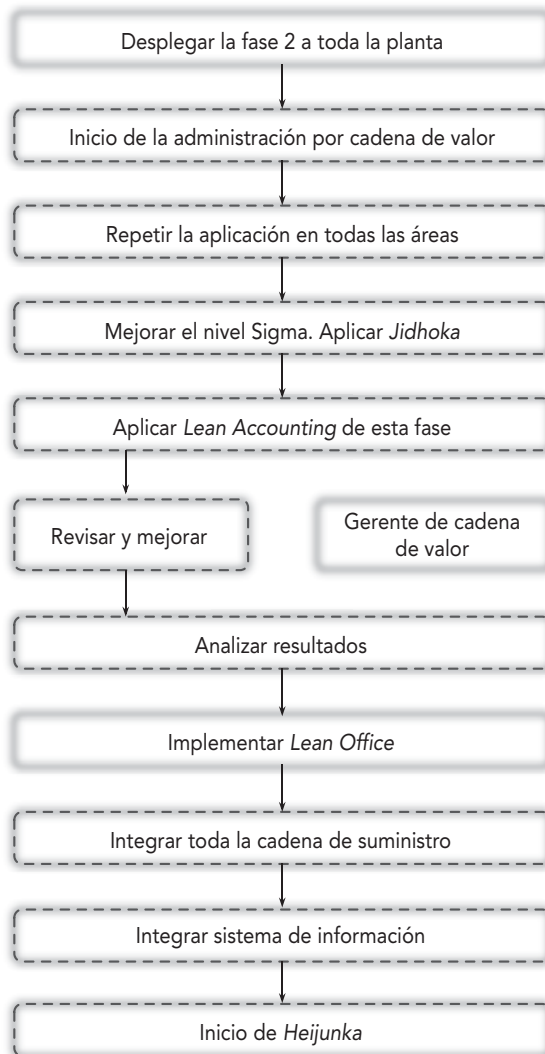 Desplegar la fase 2 a toda la planta
Inicio de la administración por cadena de valor
Repetir la aplicación en todas las áreas
Mejorar el nivel Sigma. Aplicar Jidhoka
Aplicar Lean Accounting de esta fase
Revisar y mejorar
Gerente de cadena
de valor
Analizar resultados
Implementar Lean Office
Integrar toda la cadena de suministro
Integrar sistema de información
Inicio de Heijunka